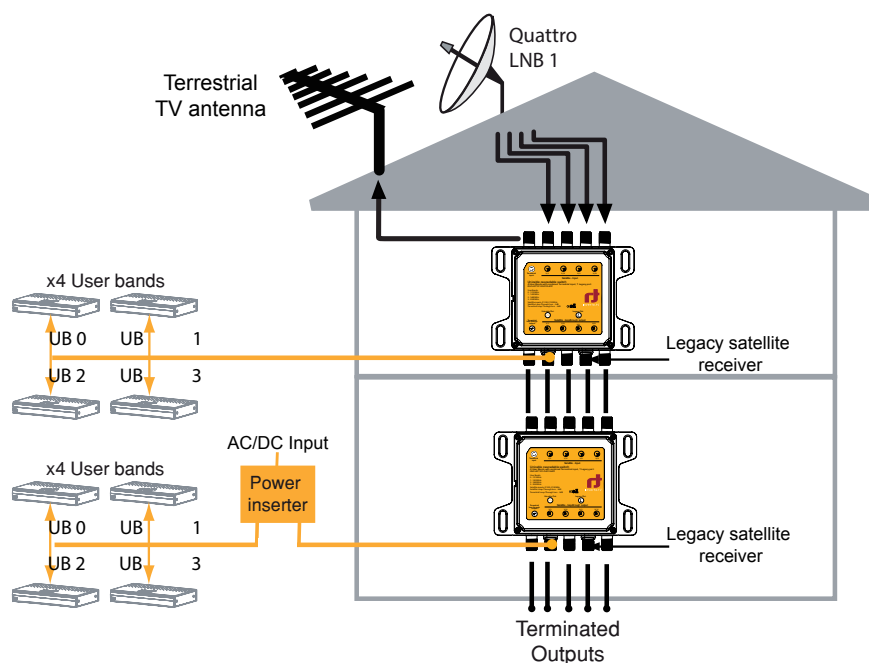 Quattro
LNB 1
Terrestrial
TV antenna
x4 User bands
UB 0 UB 1
UB 2 UB 3
Legacy satellite
receiver
AC/DC Input
Power
inserter
x4 User bands
UB 0 UB 1
UB 2 UB 3
Legacy satellite
receiver
Terminated
Outputs